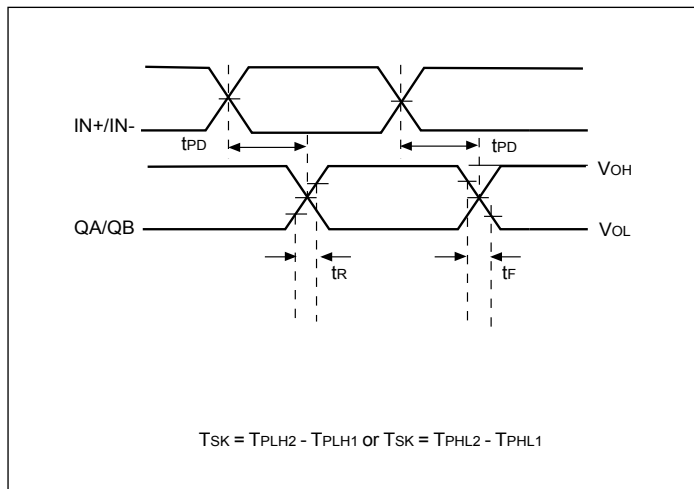 IN+/IN-
tPD
tPD
VOH
QA/QB
VOL
tR
tF
TSK = TPLH2 - TPLH1 or TSK = TPHL2 - TPHL1